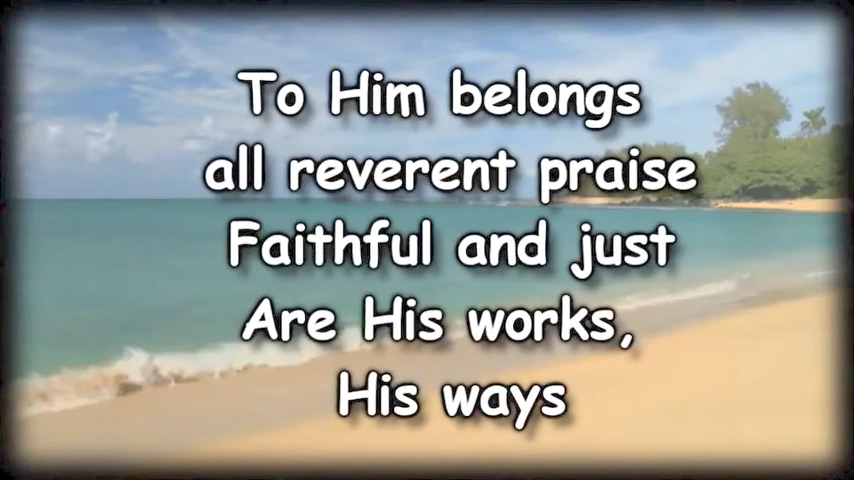 To Him belongs
all reverent praise
Faithful and just
Are His works,
His ways